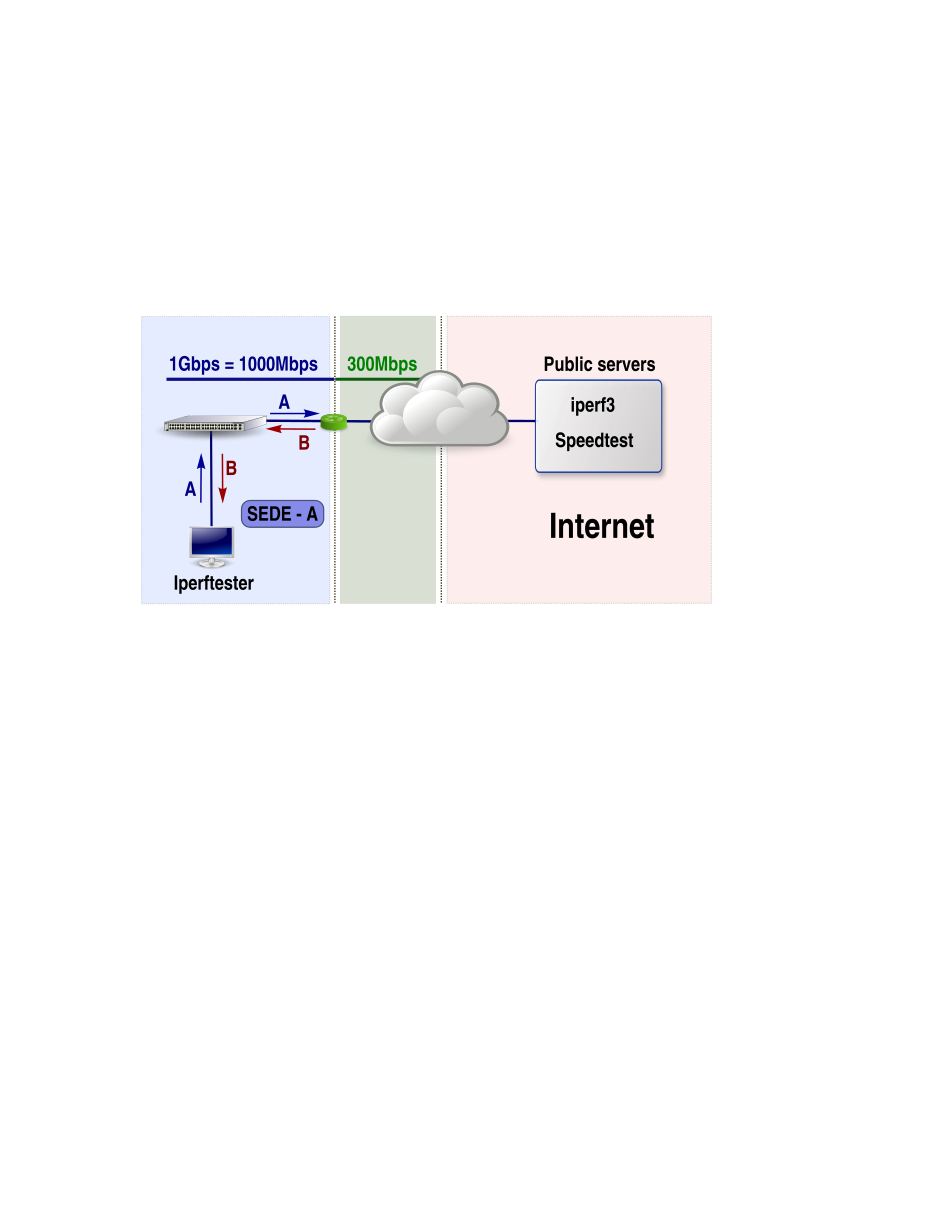 1Gbps = 1000Mbps
300Mbps
Public servers
A
iperf3
B
Speedtest
B
A
SEDE - A
Internet
Iperftester